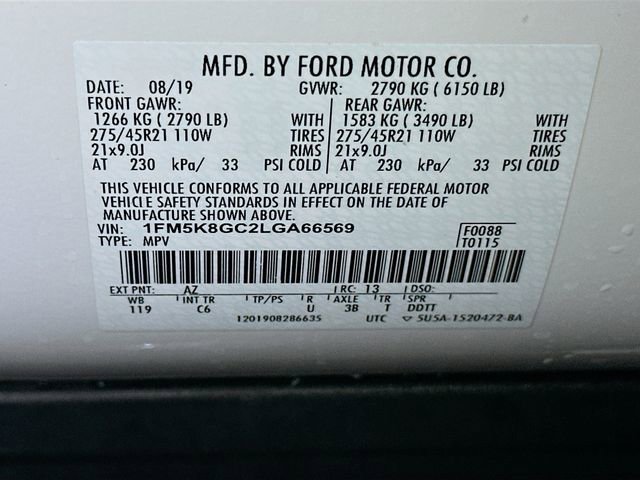 MFD. BY FORD MOTOR CO.
DATE: 08/19 GVWR: 2790 KG ( 6150 LB)
FRONT GAWR: REAR GAWR:
1266 KG ( 2790 LB) WITH 1583 KG ( 3490 LB) WITH
275/45R21 110W TIRES 275/45R21 110W TIRES
21x9.0J RIMS 21x9.0J RIMS
AT 230 kPa/ 33 PSI COLD AT 230 kPa/ 33 PSI COLD
THIS VEHICLE CONFORMS TO ALL APPLICABLE FEDERAL MOTOR
VEHICLE SAFETY STANDARDS IN EFFECT ON THE DATE OF
MANUFACTURE SHOWN ABOVE.
VIN: 1FM5K8GC2LGA66569 F0088
TYPE: MPV T0115
EXT PNT: AZ RC: 13 DSO:
WB INT TR TP/PS R AXLE TR SPR
119 C6 U 3B T DDTT
1201908286635 UTC ▽ 5U5A-1520472-BA